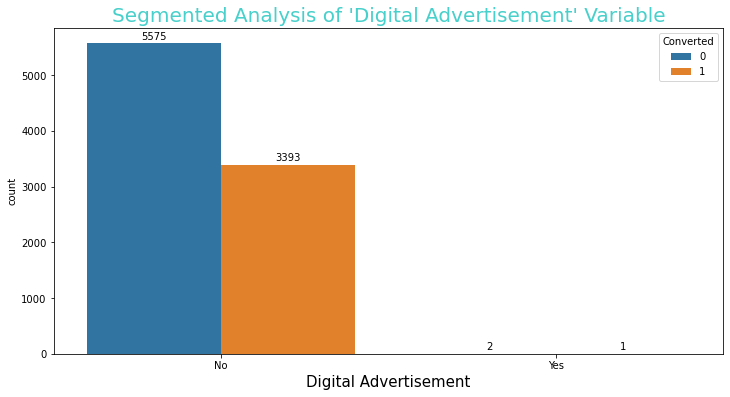 Segmented Analysis of 'Digital Advertisement' Variable
5575
3393
2
1
Converted
0
1
5000
4000
3000
2000
1000
0
count
No
Yes
Digital Advertisement